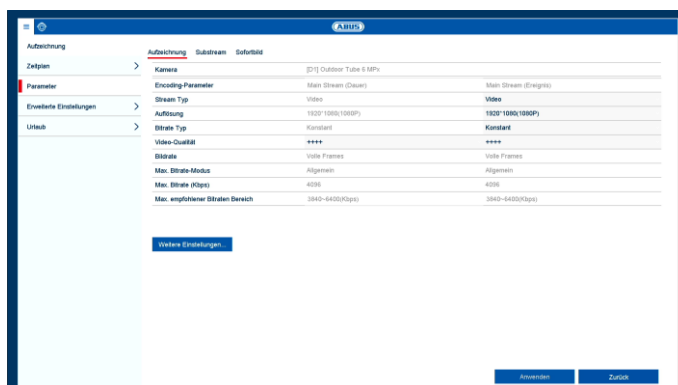 ABUS
Aufzeichnung
Zeitplan
Parameter
Erweiterte Einstellungen
Urlaub
Aufzeichnung Substream Sofortbild
Kamera [D1] Outdoor Tube 6 MPx
Encoding-Parameter Main Stream (Dauer) Main Stream (Ereignis)
Stream Typ Video Video
Auflösung 1920*1080(1080P) 1920*1080(1080P)
Bitrate Typ Konstant Konstant
Video-Qualität ++++ ++++
Bildrate Volle Frames Volle Frames
Max. Bitrate-Modus Allgemein Allgemein
Max. Bitrate (Kbps) 4096 4096
Max. empfohlener Bitraten Bereich 3840~6400(Kbps) 3840~6400(Kbps)
Weitere Einstellungen...
Anwenden Zurück